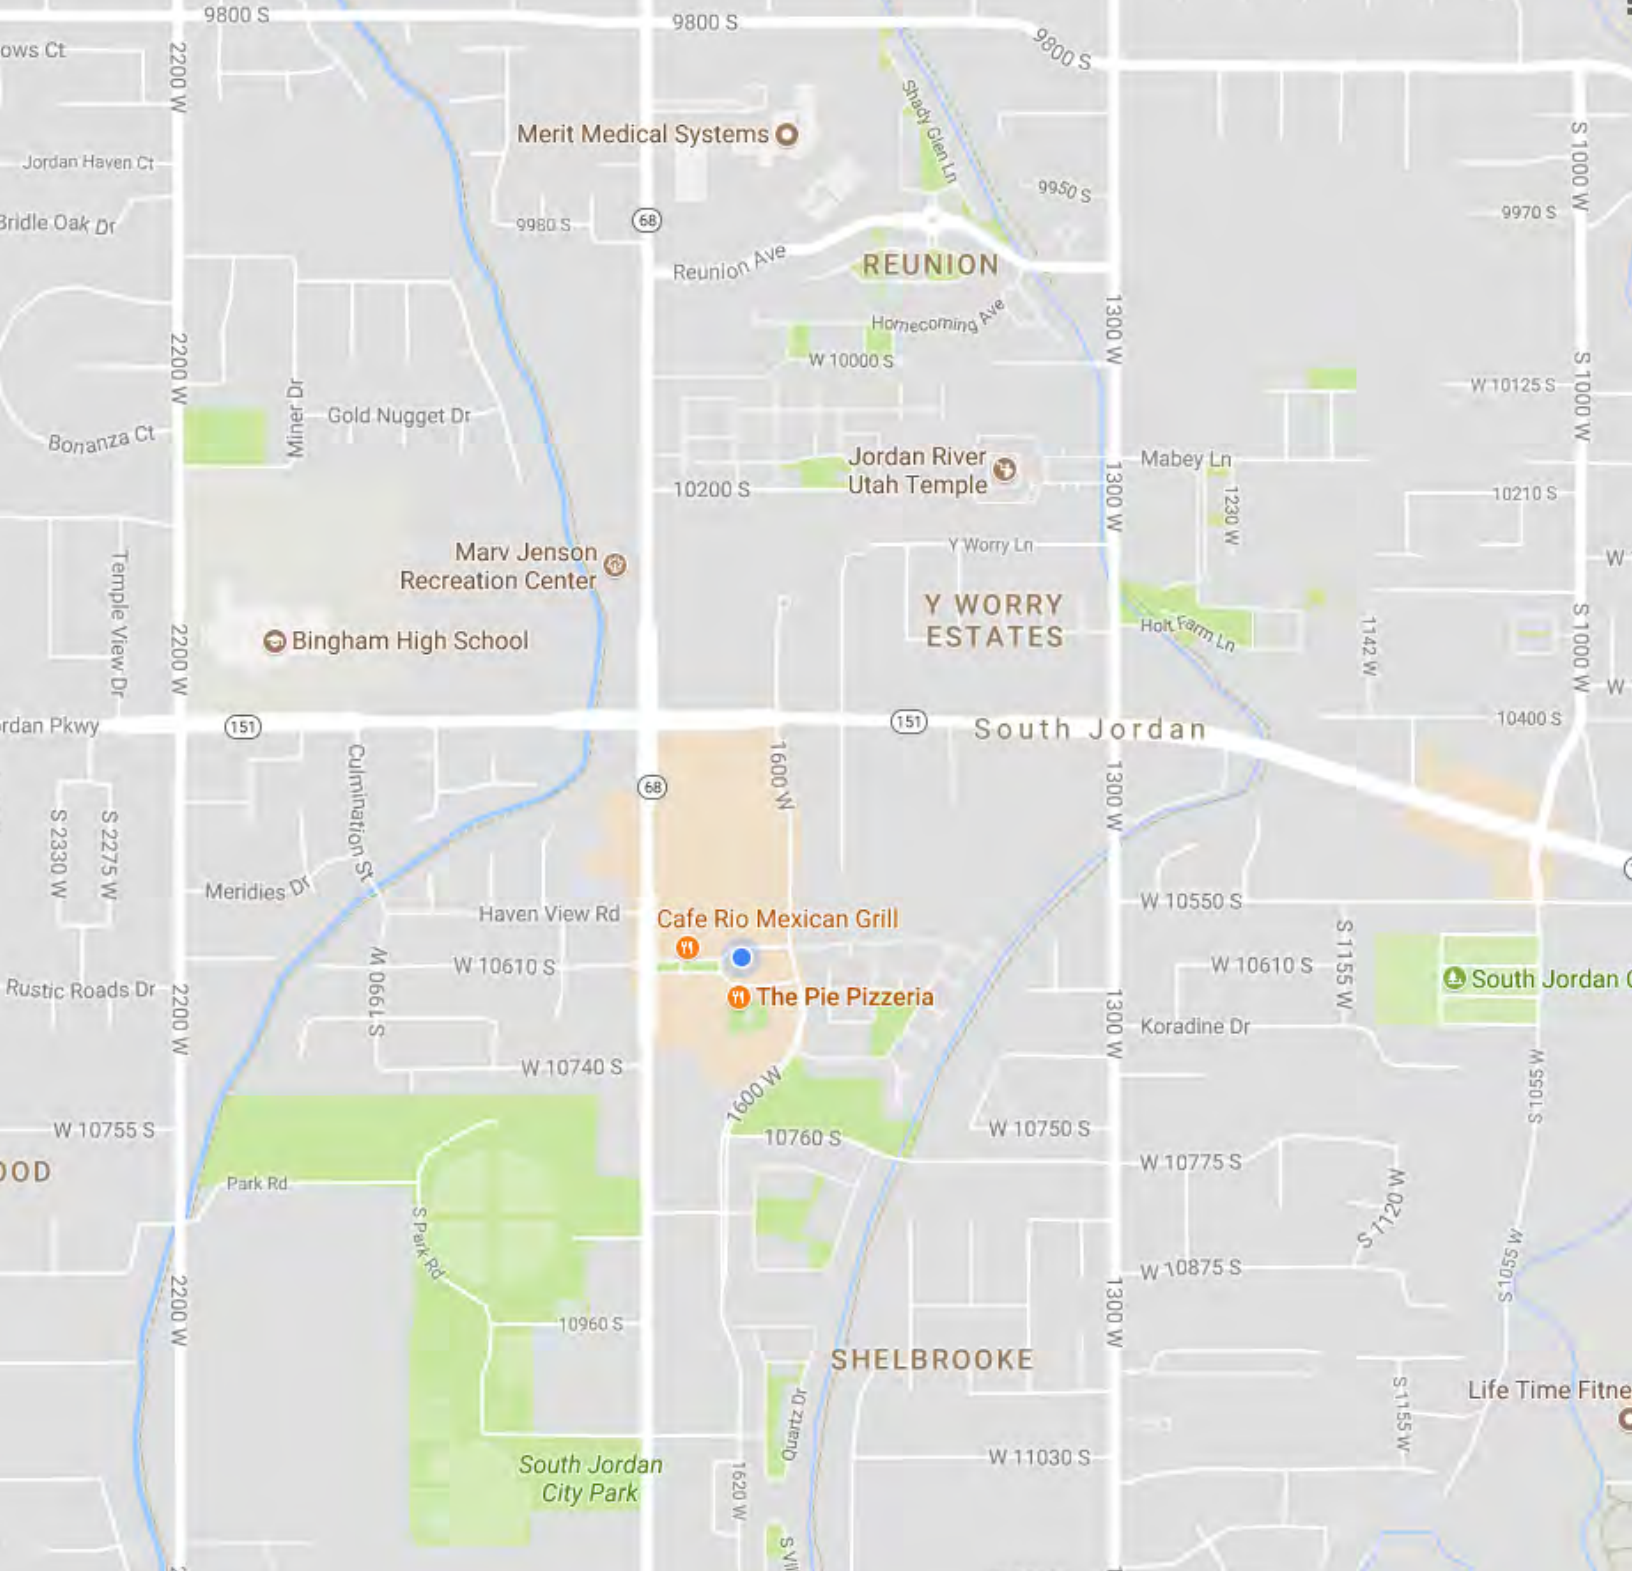 9800 S
9800 S
9800 S
ows Ct
2200 W
Shady Glen Ln
Merit Medical Systems
S 1000 W
Jordan Haven Ct
9950 S
Bridle Oak Dr
9980 S
68
9970 S
Reunion Ave
REUNION
Homecoming Ave
1300 W
2200 W
W 10000 S
S 1000 W
W 10125 S
Miner Dr
Gold Nugget Dr
Bonanza Ct
Jordan River
Utah Temple
Mabey Ln
1300 W
10200 S
1230 W
10210 S
Marv Jenson
Recreation Center
Y Worry Ln
W
Temple View Dr
Y WORRY
ESTATES
Holt Farm Ln
1142 W
S 1000 W
Bingham High School
2200 W
W
rdan Pkwy
151
151
South Jordan
10400 S
Culmination St
1600 W
68
1300 W
S 2330 W
S 2275 W
Meridies Dr
W 10550 S
Haven View Rd
Cafe Rio Mexican Grill
S 1155 W
S 1990 W
W 10610 S
W 10610 S
South Jordan
Rustic Roads Dr
2200 W
The Pie Pizzeria
1300 W
Koradine Dr
W 10740 S
1600 W
S 1055 W
W 10755 S
10760 S
W 10750 S
OOD
Park Rd
W 10775 S
S 1120 W
S Park Rd
2200 W
W 10875 S
S 1055 W
1300 W
10960 S
SHELBROOKE
Life Time Fitne
Quartz Dr
S 1155 W
South Jordan
City Park
1620 W
W 11030 S
S Vil